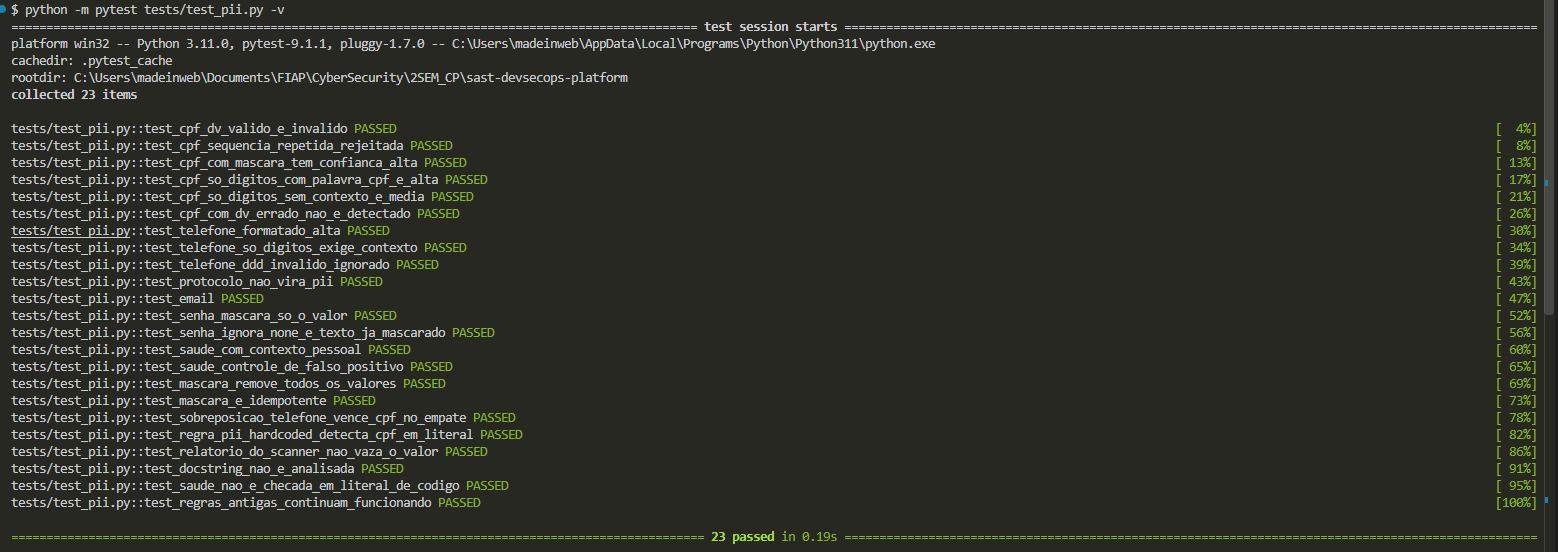 $ python -m pytest tests/test_pii.py -v
============================== test session starts ==============================
platform win32 -- Python 3.11.0, pytest-9.1.1, pluggy-1.7.0 -- C:\Users\madeinweb\AppData\Local\Programs\Python\Python311\python.exe
cachedir: .pytest_cache
rootdir: C:\Users\madeinweb\Documents\FIAP\CyberSecurity\2SEM_CP\sast-devsecops-platform
collected 23 items
tests/test_pii.py::test_cpf_dv_valido_e_invalido PASSED [  4%]
tests/test_pii.py::test_cpf_sequencia_repetida_rejeitada PASSED [  8%]
tests/test_pii.py::test_cpf_com_mascara_tem_confianca_alta PASSED [ 13%]
tests/test_pii.py::test_cpf_so_digitos_com_palavra_cpf_e_alta PASSED [ 17%]
tests/test_pii.py::test_cpf_so_digitos_sem_contexto_e_media PASSED [ 21%]
tests/test_pii.py::test_cpf_com_dv_errado_nao_e_detectado PASSED [ 26%]
tests/test_pii.py::test_telefone_formatado_alta PASSED [ 30%]
tests/test_pii.py::test_telefone_so_digitos_exige_contexto PASSED [ 34%]
tests/test_pii.py::test_telefone_ddd_invalido_ignorado PASSED [ 39%]
tests/test_pii.py::test_protocolo_nao_vira_pii PASSED [ 43%]
tests/test_pii.py::test_email PASSED [ 47%]
tests/test_pii.py::test_senha_mascara_so_o_valor PASSED [ 52%]
tests/test_pii.py::test_senha_ignora_none_e_texto_ja_mascarado PASSED [ 56%]
tests/test_pii.py::test_saude_com_contexto_pessoal PASSED [ 60%]
tests/test_pii.py::test_saude_controle_de_falso_positivo PASSED [ 65%]
tests/test_pii.py::test_mascara_remove_todos_os_valores PASSED [ 69%]
tests/test_pii.py::test_mascara_e_idempotente PASSED [ 73%]
tests/test_pii.py::test_sobreposicao_telefone_vence_cpf_no_empate PASSED [ 78%]
tests/test_pii.py::test_regra_pii_hardcoded_detecta_cpf_em_literal PASSED [ 82%]
tests/test_pii.py::test_relatorio_do_scanner_nao_vaza_o_valor PASSED [ 86%]
tests/test_pii.py::test_docstring_nao_e_analisada PASSED [ 91%]
tests/test_pii.py::test_saude_nao_e_checada_em_literal_de_codigo PASSED [ 95%]
tests/test_pii.py::test_regras_antigas_continuam_funcionando PASSED [100%]
============================== 23 passed in 0.19s ==============================